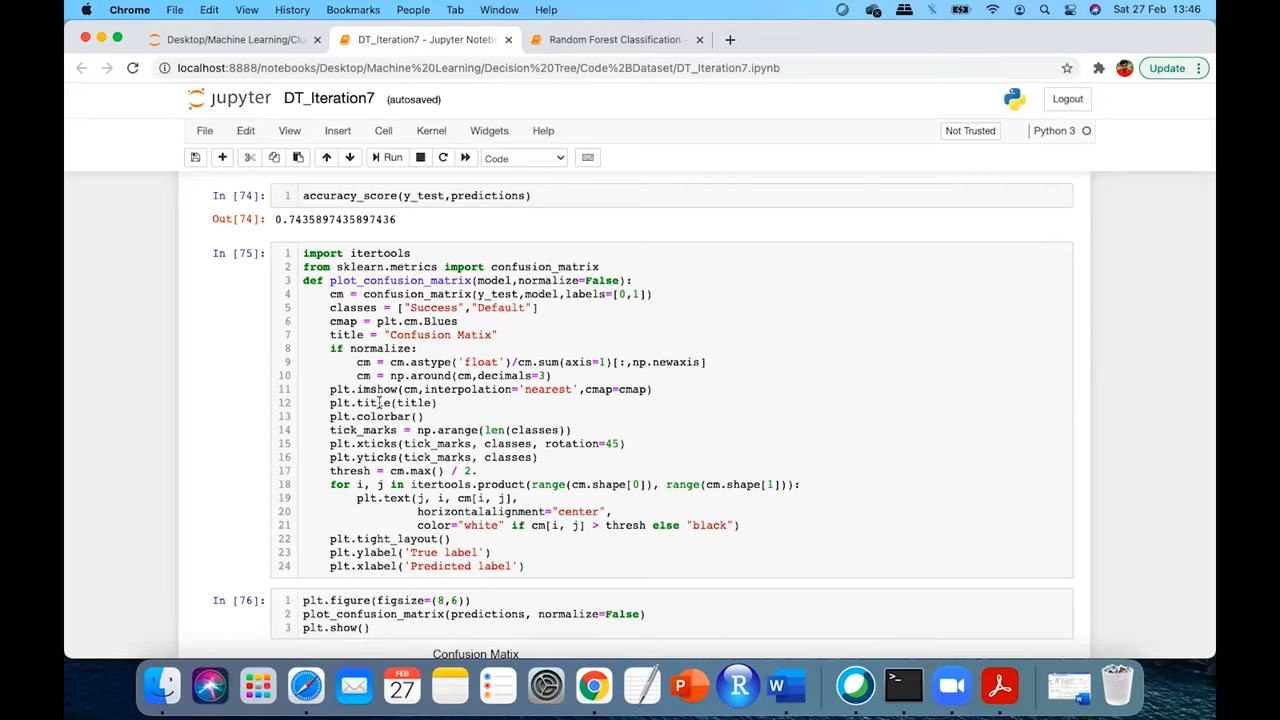 Chrome File Edit View History Bookmarks People Tab Window Help Sat 27 Feb 13:46
Desktop/Machine Learning/Clu DT_Iteration7 - Jupyter Notebo Random Forest Classification -
localhost:8888/notebooks/Desktop/Machine%20Learning/Decision%20Tree/Code%2BDataset/DT_Iteration7.ipynb Update
jupyter DT_Iteration7 (autosaved) Logout
File Edit View Insert Cell Kernel Widgets Help Not Trusted Python 3
Run Code
In [74]: 1 accuracy_score(y_test,predictions)
Out[74]: 0.7435897435897436
In [75]: 1 import itertools
2 from sklearn.metrics import confusion_matrix
3 def plot_confusion_matrix(model,normalize=False):
4 cm = confusion_matrix(y_test,model,labels=[0,1])
5 classes = ["Success","Default"]
6 cmap = plt.cm.Blues
7 title = "Confusion Matix"
8 if normalize:
9 cm = cm.astype('float')/cm.sum(axis=1)[:,np.newaxis]
10 cm = np.around(cm,decimals=3)
11 plt.imshow(cm,interpolation='nearest',cmap=cmap)
12 plt.title(title)
13 plt.colorbar()
14 tick_marks = np.arange(len(classes))
15 plt.xticks(tick_marks, classes, rotation=45)
16 plt.yticks(tick_marks, classes)
17 thresh = cm.max() / 2.
18 for i, j in itertools.product(range(cm.shape[0]), range(cm.shape[1])):
19 plt.text(j, i, cm[i, j],
20 horizontalalignment="center",
21 color="white" if cm[i, j] > thresh else "black")
22 plt.tight_layout()
23 plt.ylabel('True label')
24 plt.xlabel('Predicted label')
In [76]: 1 plt.figure(figsize=(8,6))
2 plot_confusion_matrix(predictions, normalize=False)
3 plt.show()
Confusion Matix
FEB
27
P R W